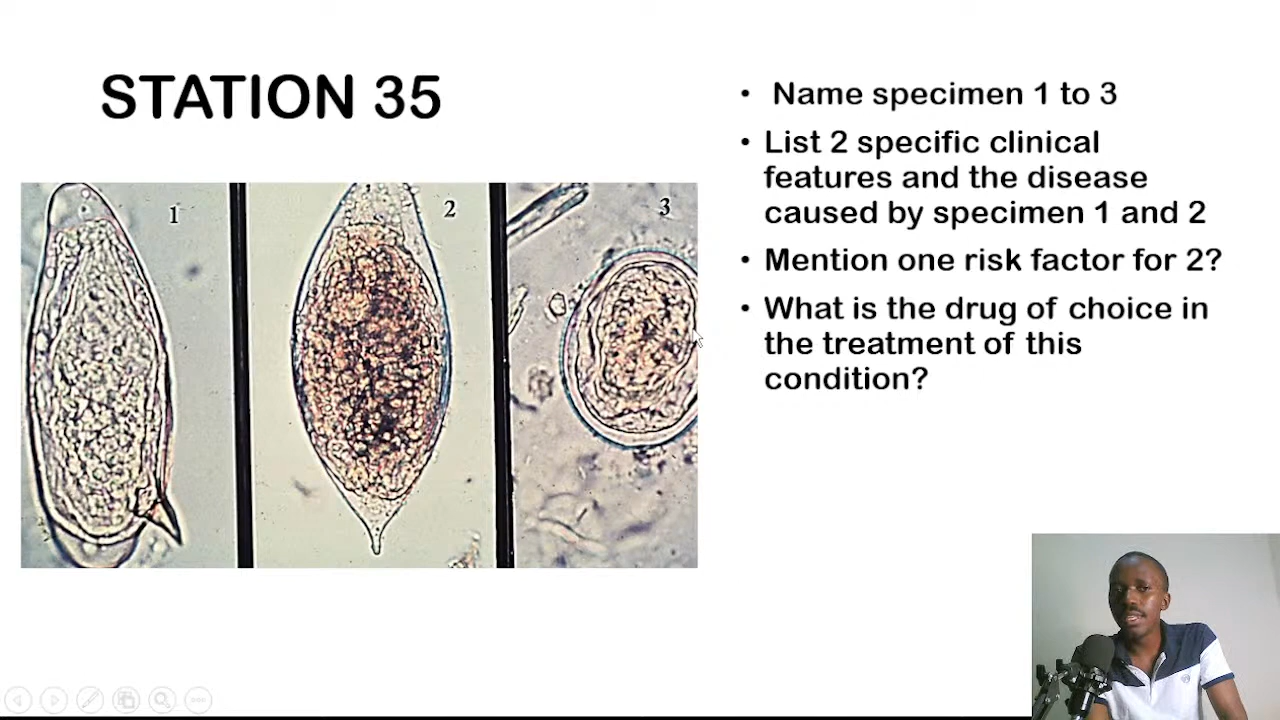 STATION 35
1
2
3
• Name specimen 1 to 3
• List 2 specific clinical
features and the disease
caused by specimen 1 and 2
• Mention one risk factor for 2?
• What is the drug of choice in
the treatment of this
condition?